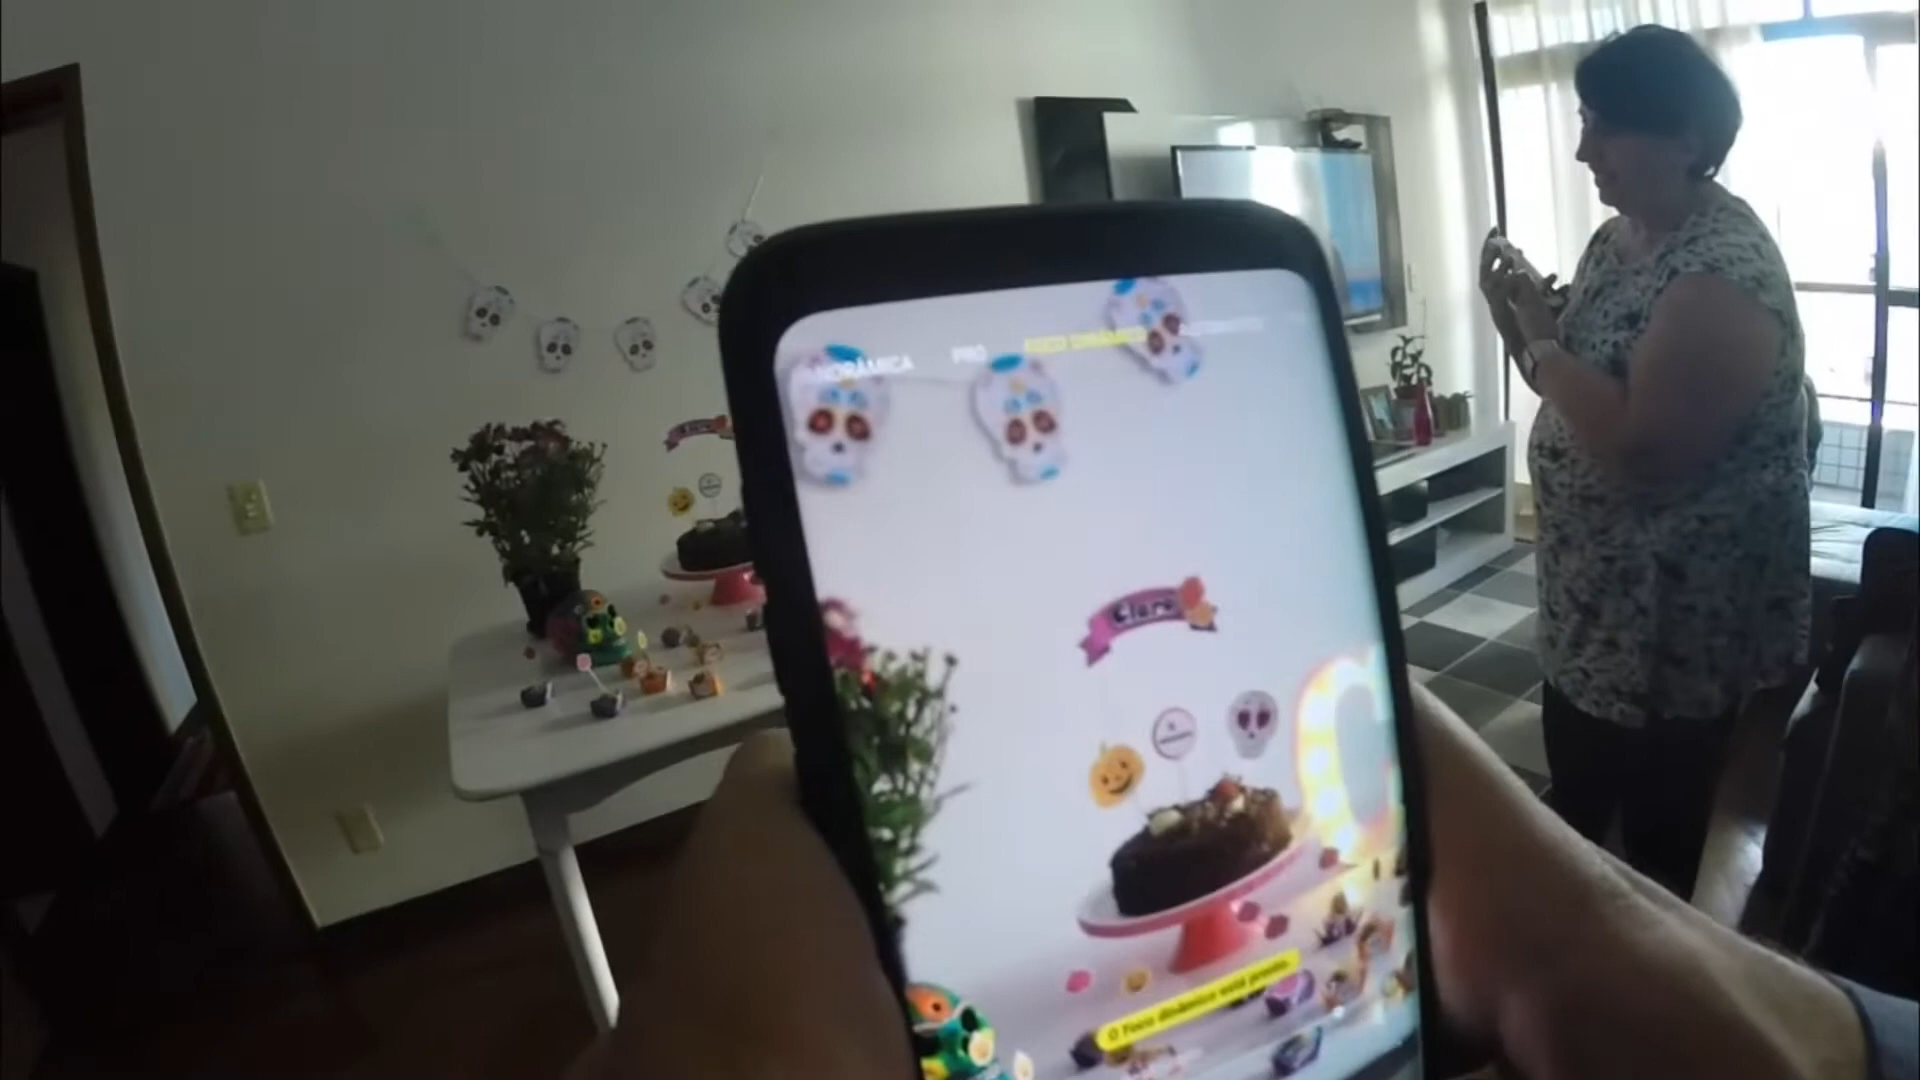 PANORÂMICA PRO FOCO DINÂMICO
Clara
C
O Foco dinâmico está pronto.